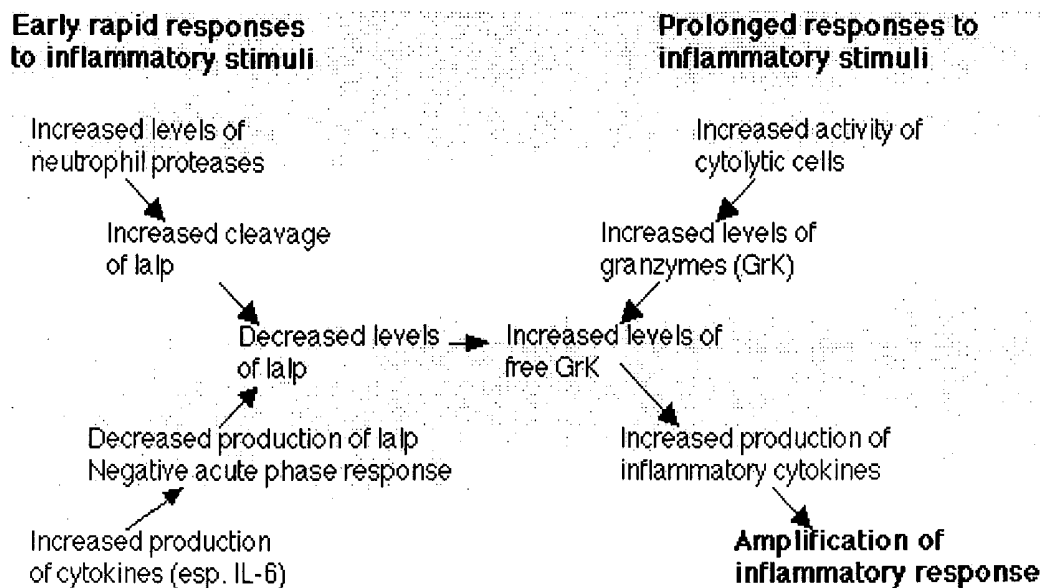 Early rapid responses
to inflammatory stimuli
Prolonged responses to
inflammatory stimuli
Increased levels of
neutrophil proteases
Increased activity of
cytolytic cells
Increased cleavage
of Ialp
Increased levels of
granzymes (GrK)
Decreased levels
of Ialp
Increased levels of
free GrK
Decreased production of Ialp
Negative acute phase response
Increased production of
inflammatory cytokines
Increased production
of cytokines (esp. IL-6)
Amplification of
inflammatory response